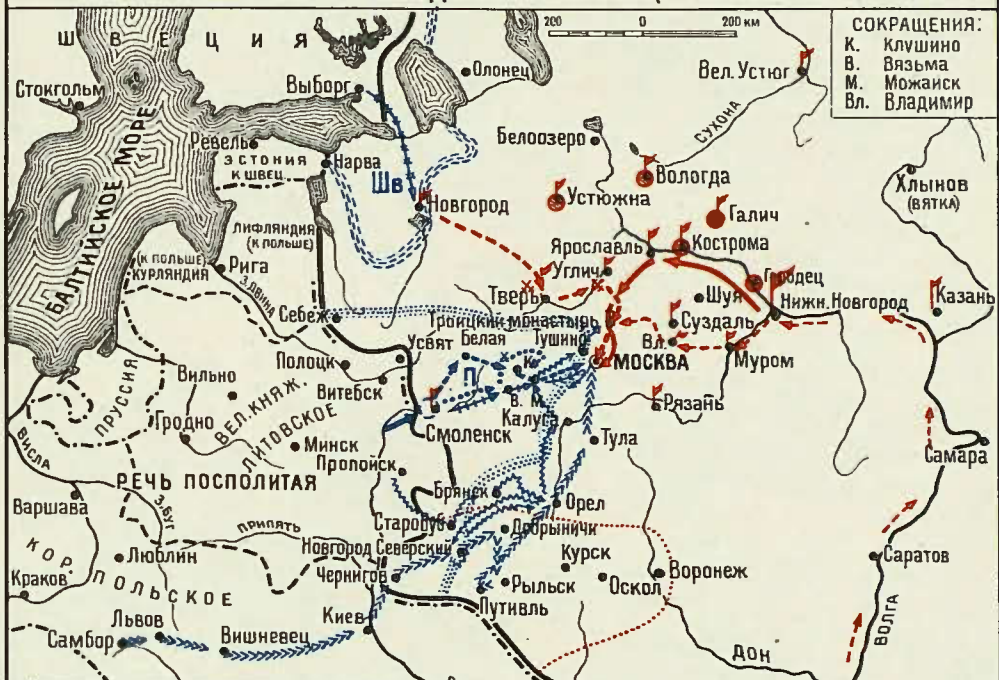 ШВЕЦИЯ
200 0 200 км
СОКРАЩЕНИЯ:
К. Клушино
В. Вязьма
М. Можайск
Вл. Владимир
Стокгольм
Выборг
Олонец
Вел. Устюг
СУХОНА
Белоозеро
Ревель
ЭСТОНИЯ
К ШВЕЦ.
Нарва
БАЛТИЙСКОЕ МОРЕ
Шв
Новгород
Устюжна
Вологда
Галич
Хлынов
(ВЯТКА)
ЛИФЛЯНДИЯ
(К ПОЛЬШЕ)
Ярославль
Кострома
(К ПОЛЬШЕ)
КУРЛЯНДИЯ
Рига
З. ДВИНА
Углич
Городец
Тверь
Шуя
Нижн. Новгород
Казань
Себеж
Троицкий монастырь
Суздаль
Усвят
Белая
Тушино
Вл.
Полоцк
П
К.
МОСКВА
Муром
Вильно
Витебск
В. М.
ПРУССИЯ
ВЕЛ. КНЯЖ.
ЛИТОВСКОЕ
Калуга
Рязань
Гродно
Смоленск
Минск
Тула
ВИСЛА
Пропойск
Самара
РЕЧЬ ПОСПОЛИТАЯ
Варшава
Брянск
Орел
З. БУГ
ПРИПЯТЬ
Стародуб
Добрыничи
КОР. ПОЛЬСКОЕ
Люблин
Новгород Северский
Курск
Саратов
Чернигов
Воронеж
Краков
Рыльск
Оскол
Путивль
Киев
Львов
Самбор
Вишневец
ВОЛГА
ДОН